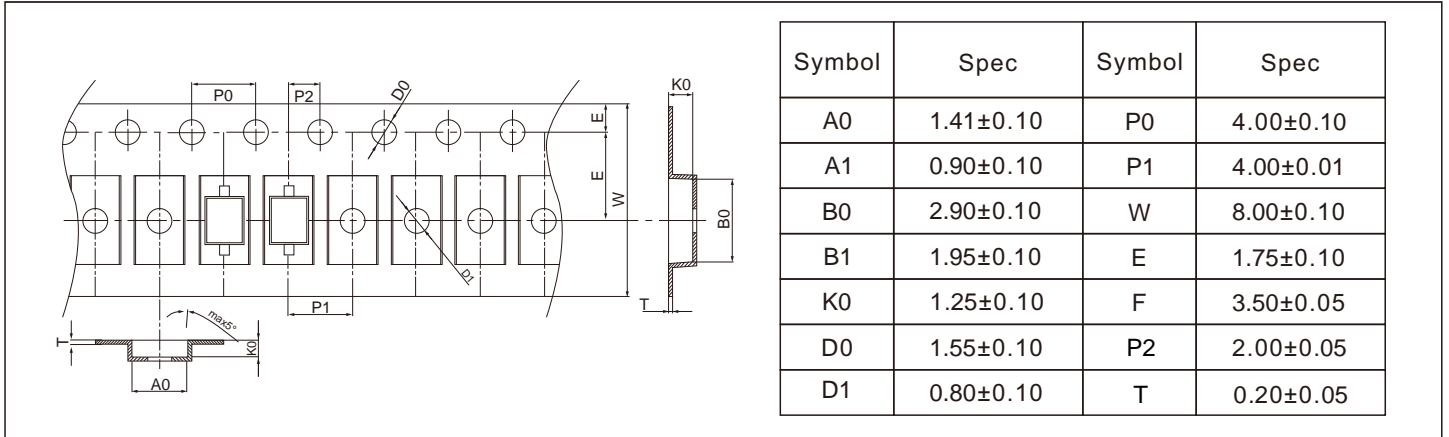 P0
P2
D0
E
E
W
D1
P1
T
max5°
K0
A0
K0
B0
T
Symbol Spec Symbol Spec
A0 1.41±0.10 P0 4.00±0.10
A1 0.90±0.10 P1 4.00±0.01
B0 2.90±0.10 W 8.00±0.10
B1 1.95±0.10 E 1.75±0.10
K0 1.25±0.10 F 3.50±0.05
D0 1.55±0.10 P2 2.00±0.05
D1 0.80±0.10 T 0.20±0.05